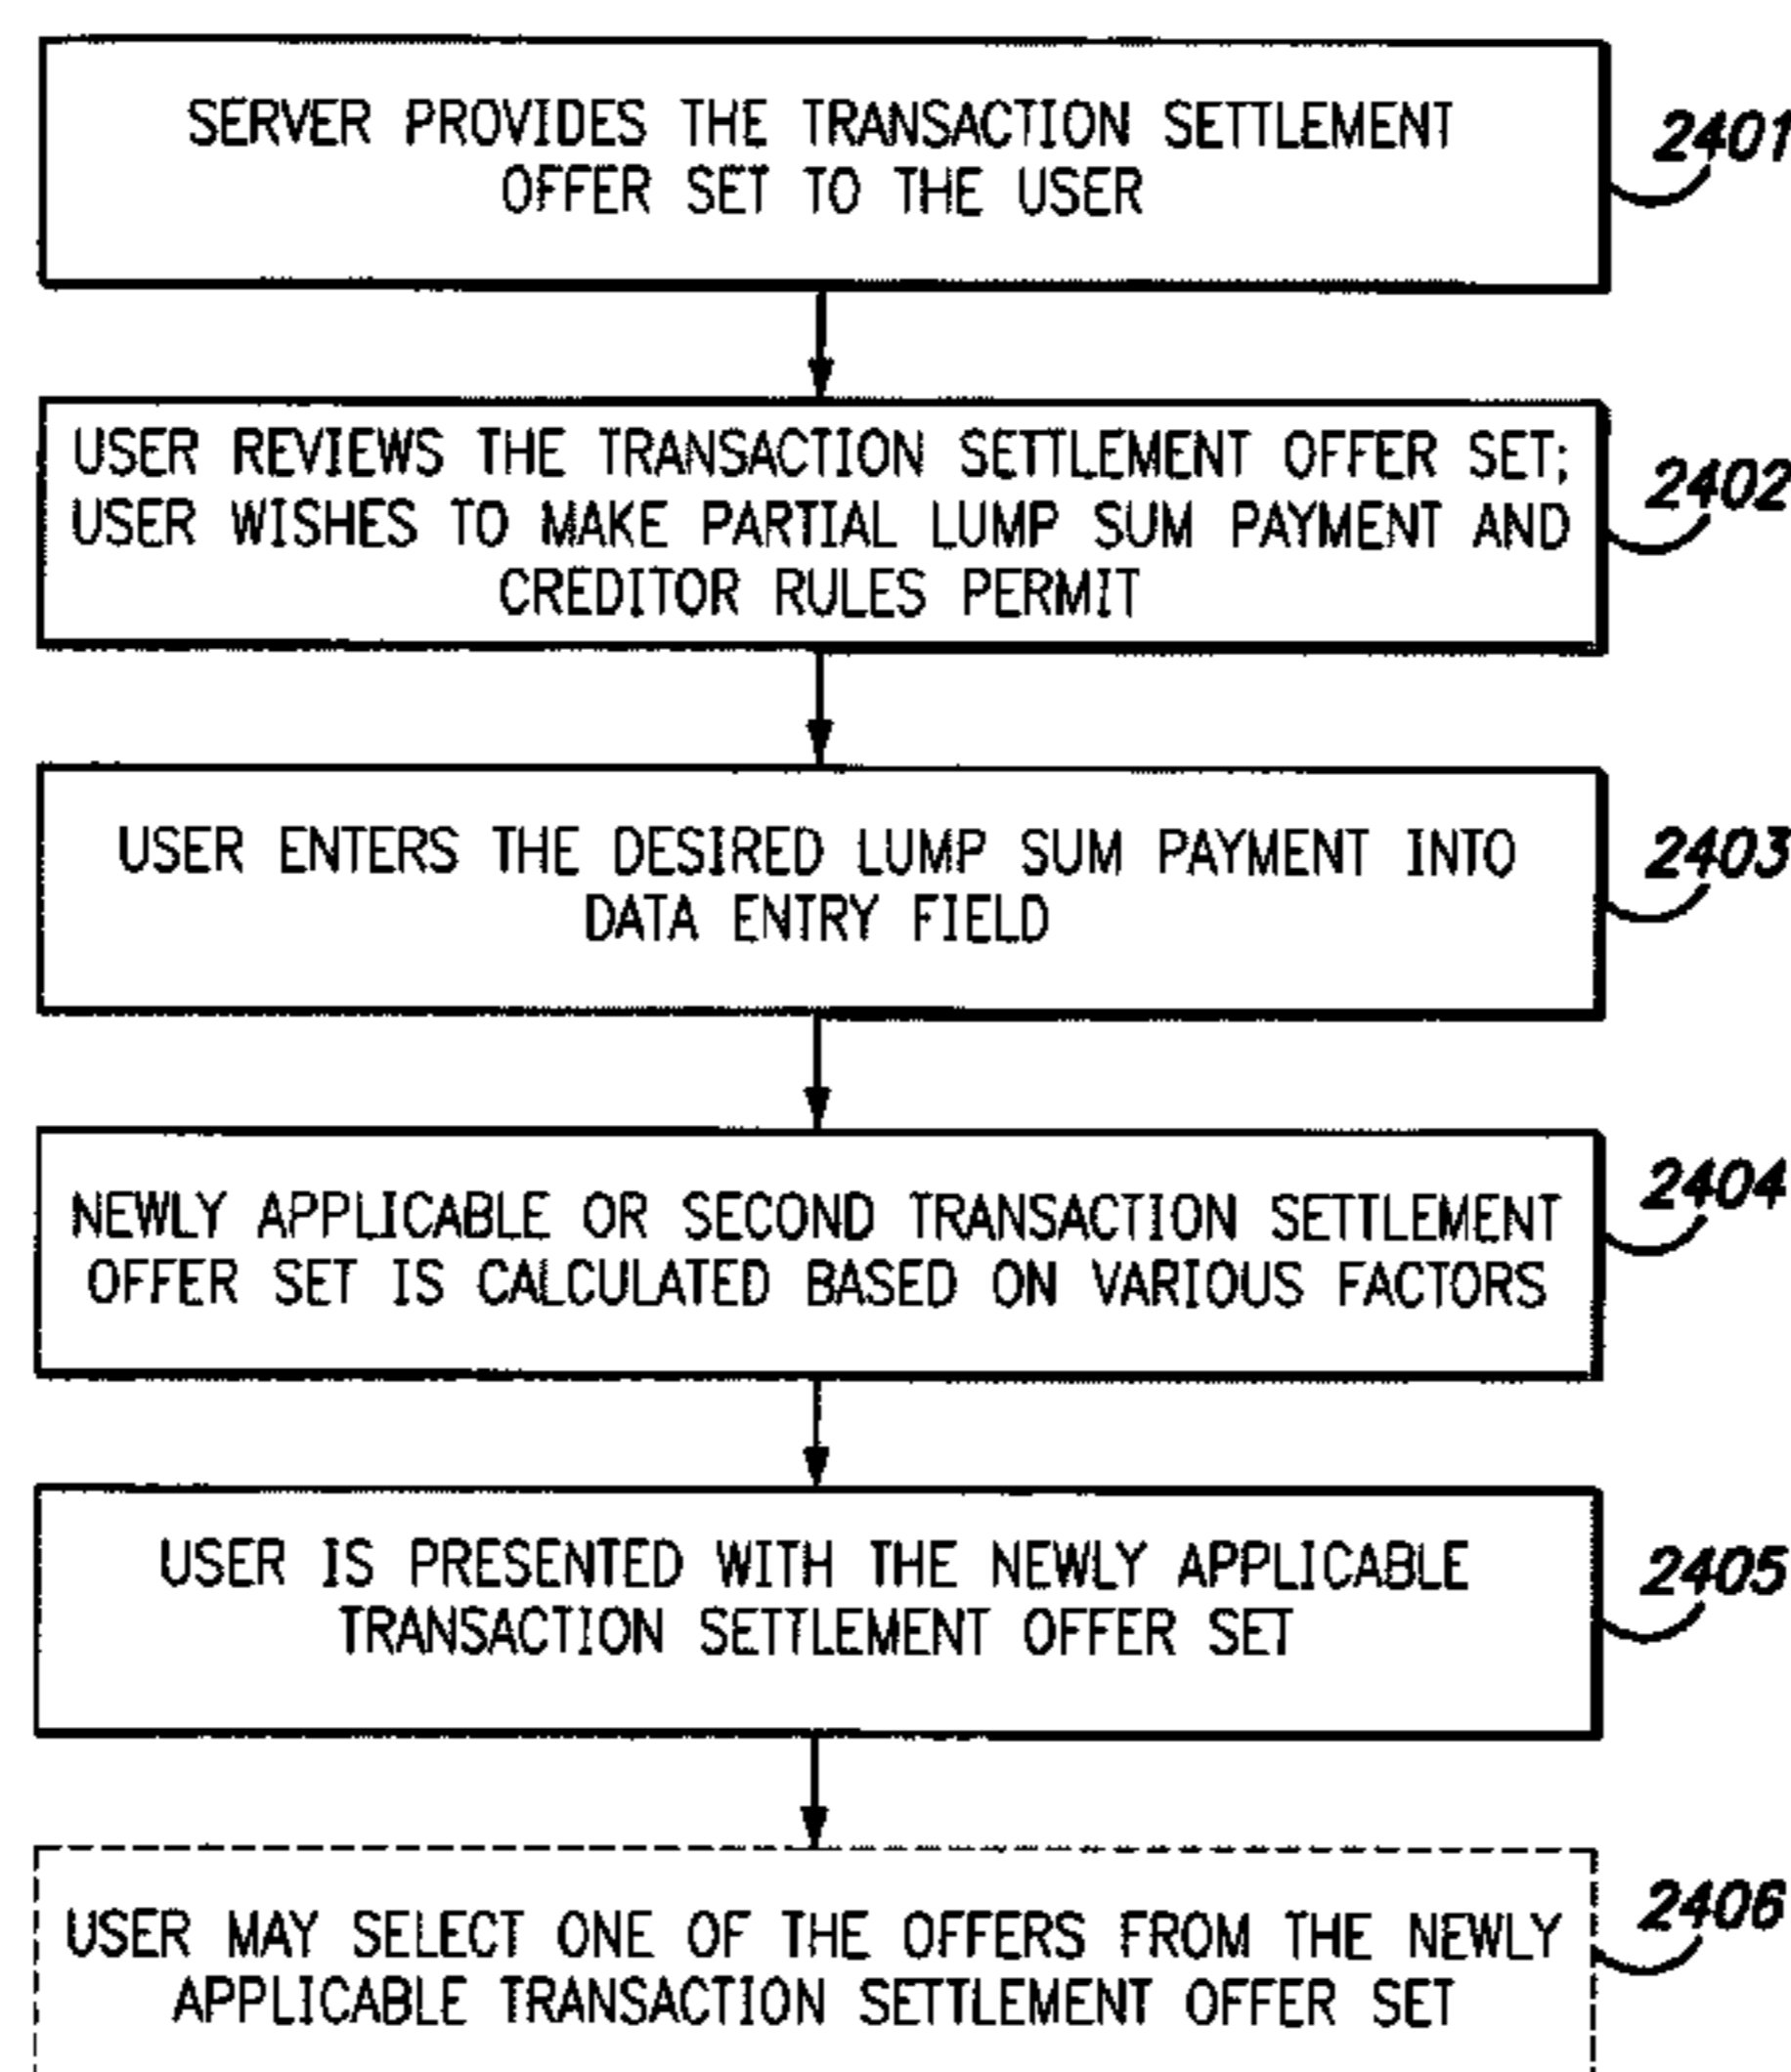 SERVER PROVIDES THE TRANSACTION SETTLEMENT
OFFER SET TO THE USER
2401
USER REVIEWS THE TRANSACTION SETTLEMENT OFFER SET;
USER WISHES TO MAKE PARTIAL LUMP SUM PAYMENT AND
CREDITOR RULES PERMIT
2402
USER ENTERS THE DESIRED LUMP SUM PAYMENT INTO
DATA ENTRY FIELD
2403
NEWLY APPLICABLE OR SECOND TRANSACTION SETTLEMENT
OFFER SET IS CALCULATED BASED ON VARIOUS FACTORS
2404
USER IS PRESENTED WITH THE NEWLY APPLICABLE
TRANSACTION SETTLEMENT OFFER SET
2405
USER MAY SELECT ONE OF THE OFFERS FROM THE NEWLY
APPLICABLE TRANSACTION SETTLEMENT OFFER SET
2406